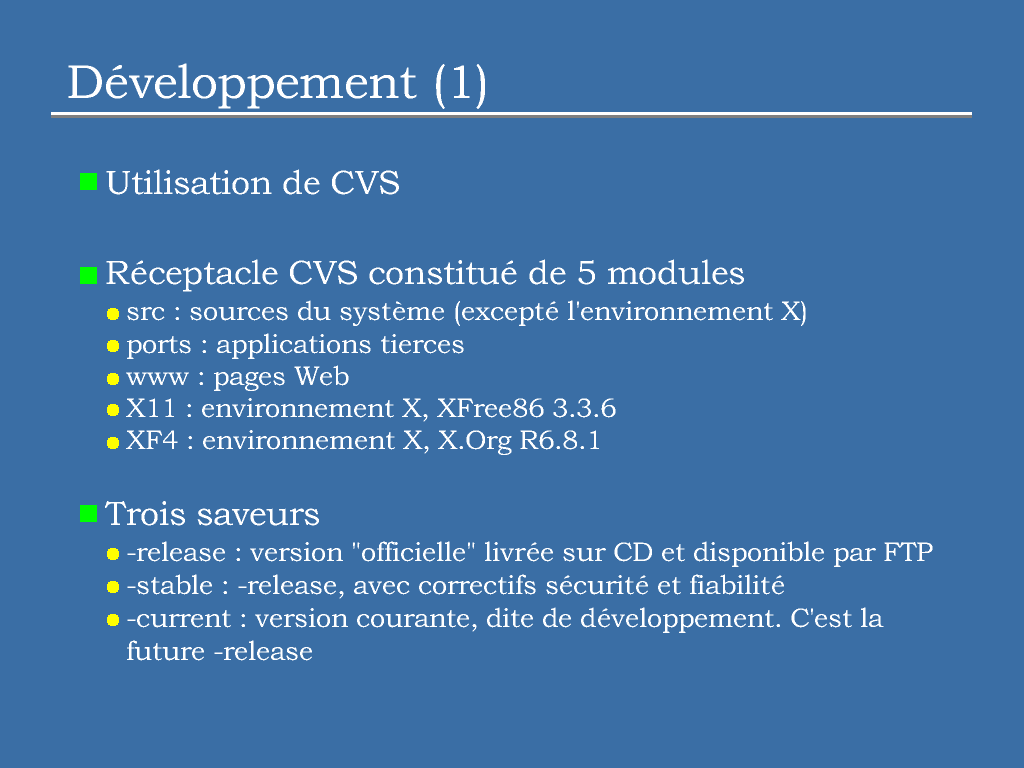 Développement (1)
Utilisation de CVS
Réceptacle CVS constitué de 5 modules
src : sources du système (excepté l'environnement X)
ports : applications tierces
www : pages Web
X11 : environnement X, XFree86 3.3.6
XF4 : environnement X, X.Org R6.8.1
Trois saveurs
-release : version "officielle" livrée sur CD et disponible par FTP
-stable : -release, avec correctifs sécurité et fiabilité
-current : version courante, dite de développement. C'est la
future -release